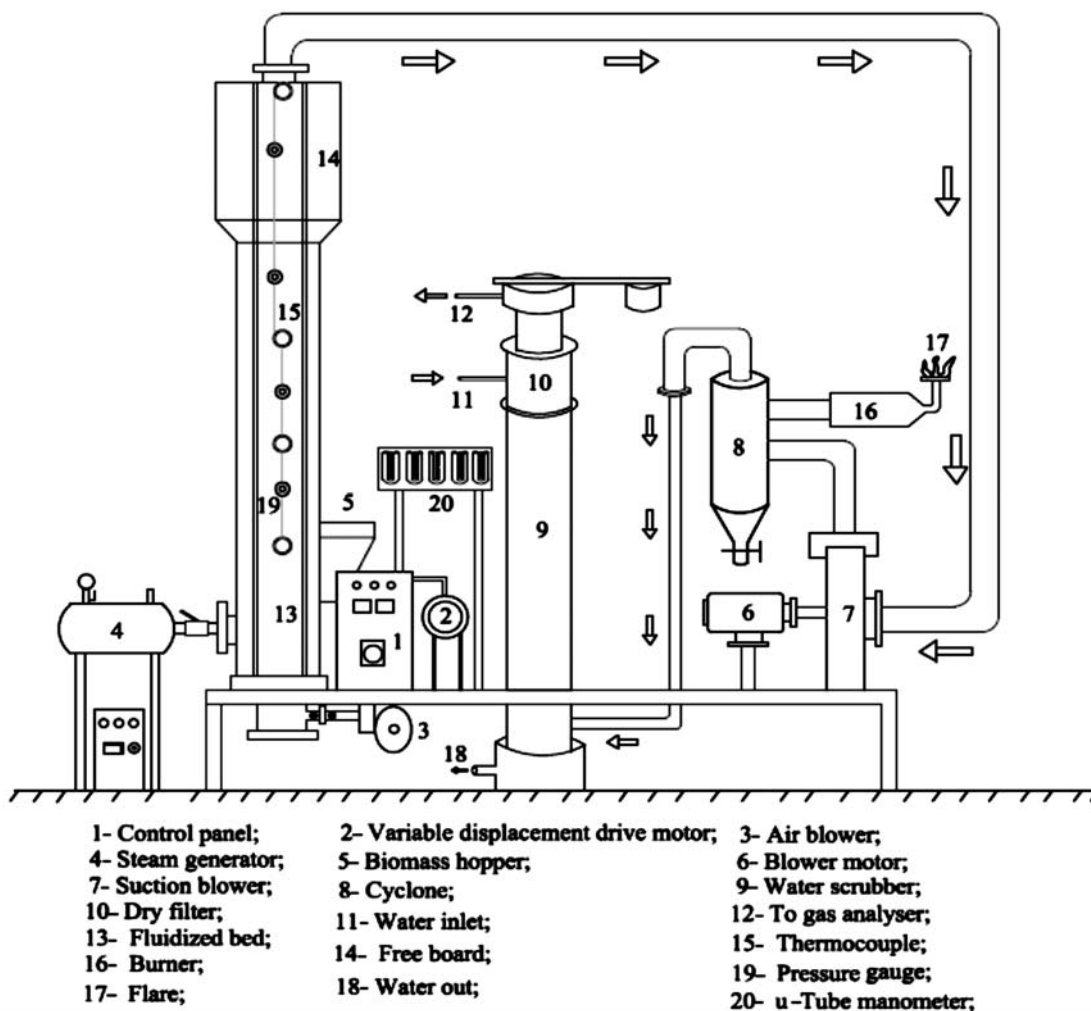 14
15
12
17
11
10
16
8
19
5
20
9
4
13
1
2
6
7
3
18
1- Control panel; 2- Variable displacement drive motor; 3- Air blower;
4- Steam generator; 5- Biomass hopper; 6- Blower motor;
7- Suction blower; 8- Cyclone; 9- Water scrubber;
10- Dry filter; 11- Water inlet; 12- To gas analyser;
13- Fluidized bed 14- Free board; 15- Thermocouple;
16- Burner; 18- Water out; 19- Pressure gauge;
17- Flare; 20- u-Tube manometer;